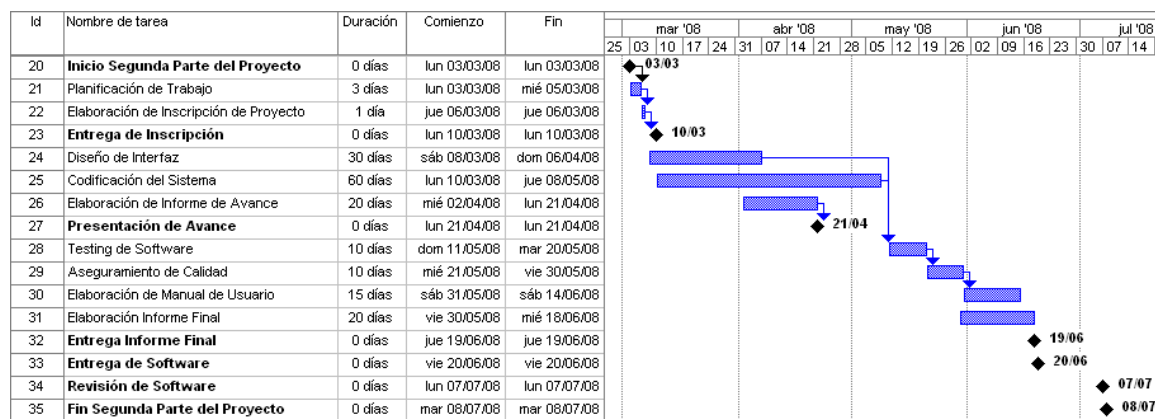 Id Nombre de tarea Duración Comienzo Fin mar '08 abr '08 may '08 jun '08 jul '08
25 03 10 17 24 31 07 14 21 28 05 12 19 26 02 09 16 23 30 07 14
20 Inicio Segunda Parte del Proyecto 0 días lun 03/03/08 lun 03/03/08 03/03
21 Planificación de Trabajo 3 días lun 03/03/08 mié 05/03/08
22 Elaboración de Inscripción de Proyecto 1 día jue 06/03/08 jue 06/03/08
23 Entrega de Inscripción 0 días lun 10/03/08 lun 10/03/08 10/03
24 Diseño de Interfaz 30 días sáb 08/03/08 dom 06/04/08
25 Codificación del Sistema 60 días lun 10/03/08 jue 08/05/08
26 Elaboración de Informe de Avance 20 días mié 02/04/08 lun 21/04/08
27 Presentación de Avance 0 días lun 21/04/08 lun 21/04/08 21/04
28 Testing de Software 10 días dom 11/05/08 mar 20/05/08
29 Aseguramiento de Calidad 10 días mié 21/05/08 vie 30/05/08
30 Elaboración de Manual de Usuario 15 días sáb 31/05/08 sáb 14/06/08
31 Elaboración Informe Final 20 días vie 30/05/08 mié 18/06/08
32 Entrega Informe Final 0 días jue 19/06/08 jue 19/06/08 19/06
33 Entrega de Software 0 días vie 20/06/08 vie 20/06/08 20/06
34 Revisión de Software 0 días lun 07/07/08 lun 07/07/08 07/07
35 Fin Segunda Parte del Proyecto 0 días mar 08/07/08 mar 08/07/08 08/07